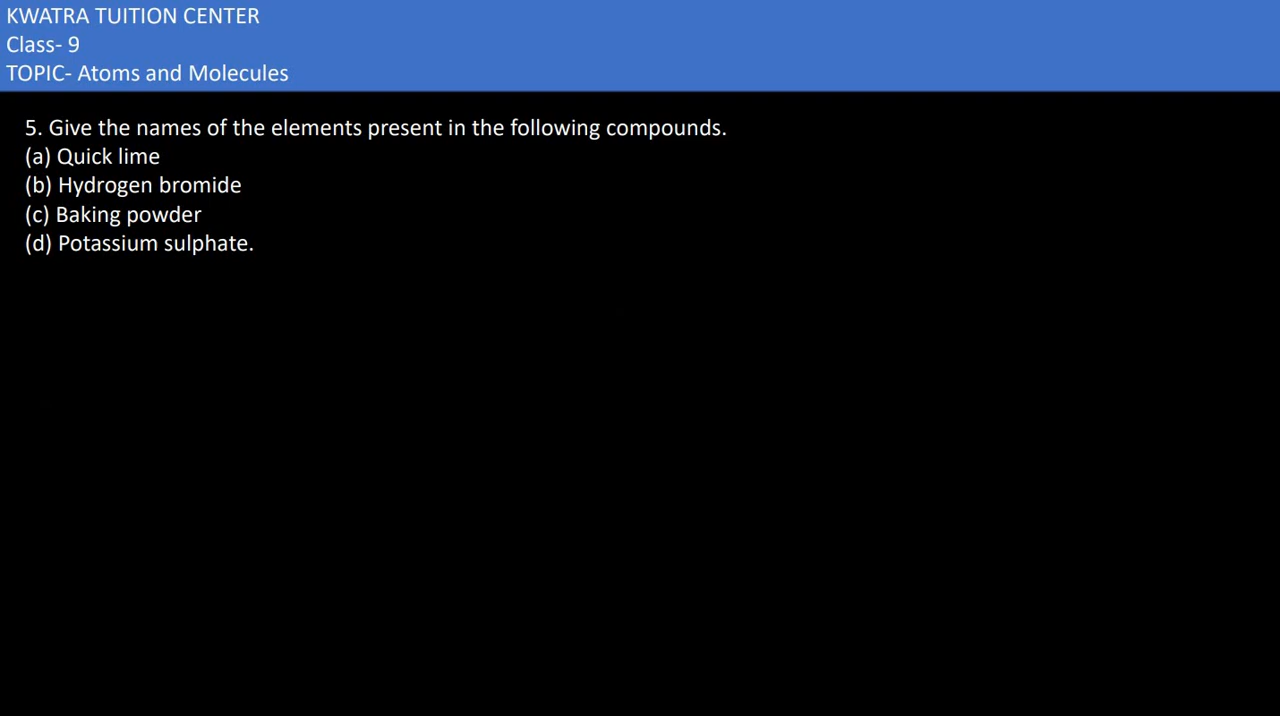 KWATRA TUITION CENTER
Class- 9
TOPIC- Atoms and Molecules
5. Give the names of the elements present in the following compounds.
(a) Quick lime
(b) Hydrogen bromide
(c) Baking powder
(d) Potassium sulphate.